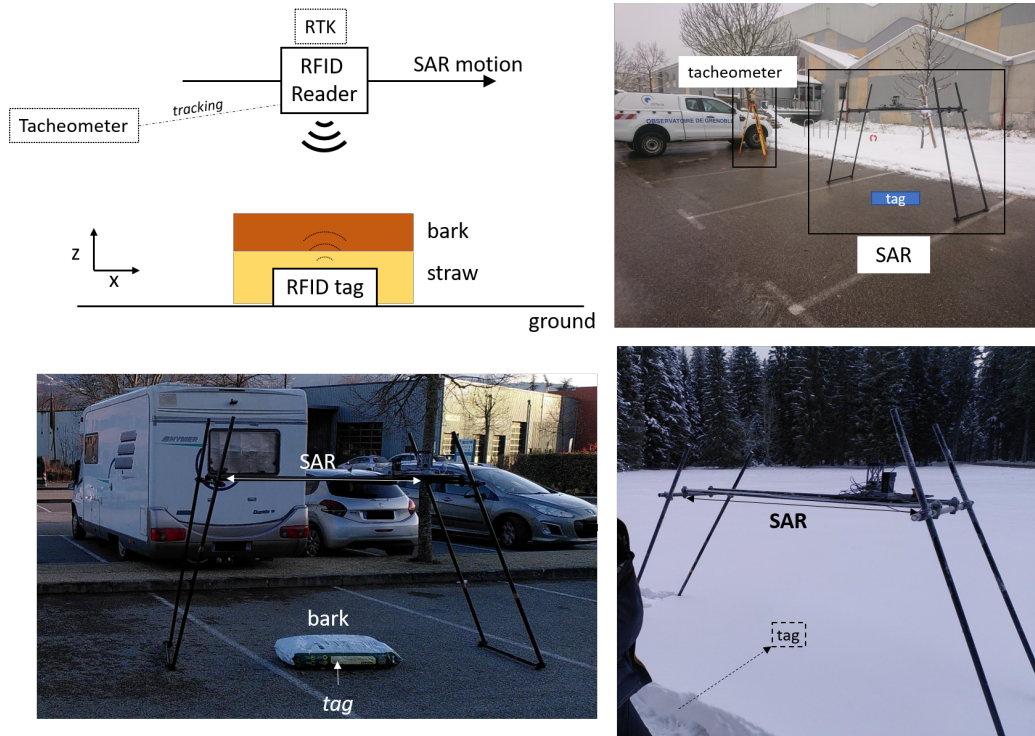 RTK
RFID
Reader
SAR motion
tracking
Tacheometer
bark
straw
z
x
RFID tag
ground
tacheometer
OBSERVATOIRE DE GRENOBLE
tag
SAR
HYMER
SAR
bark
tag
SAR
tag